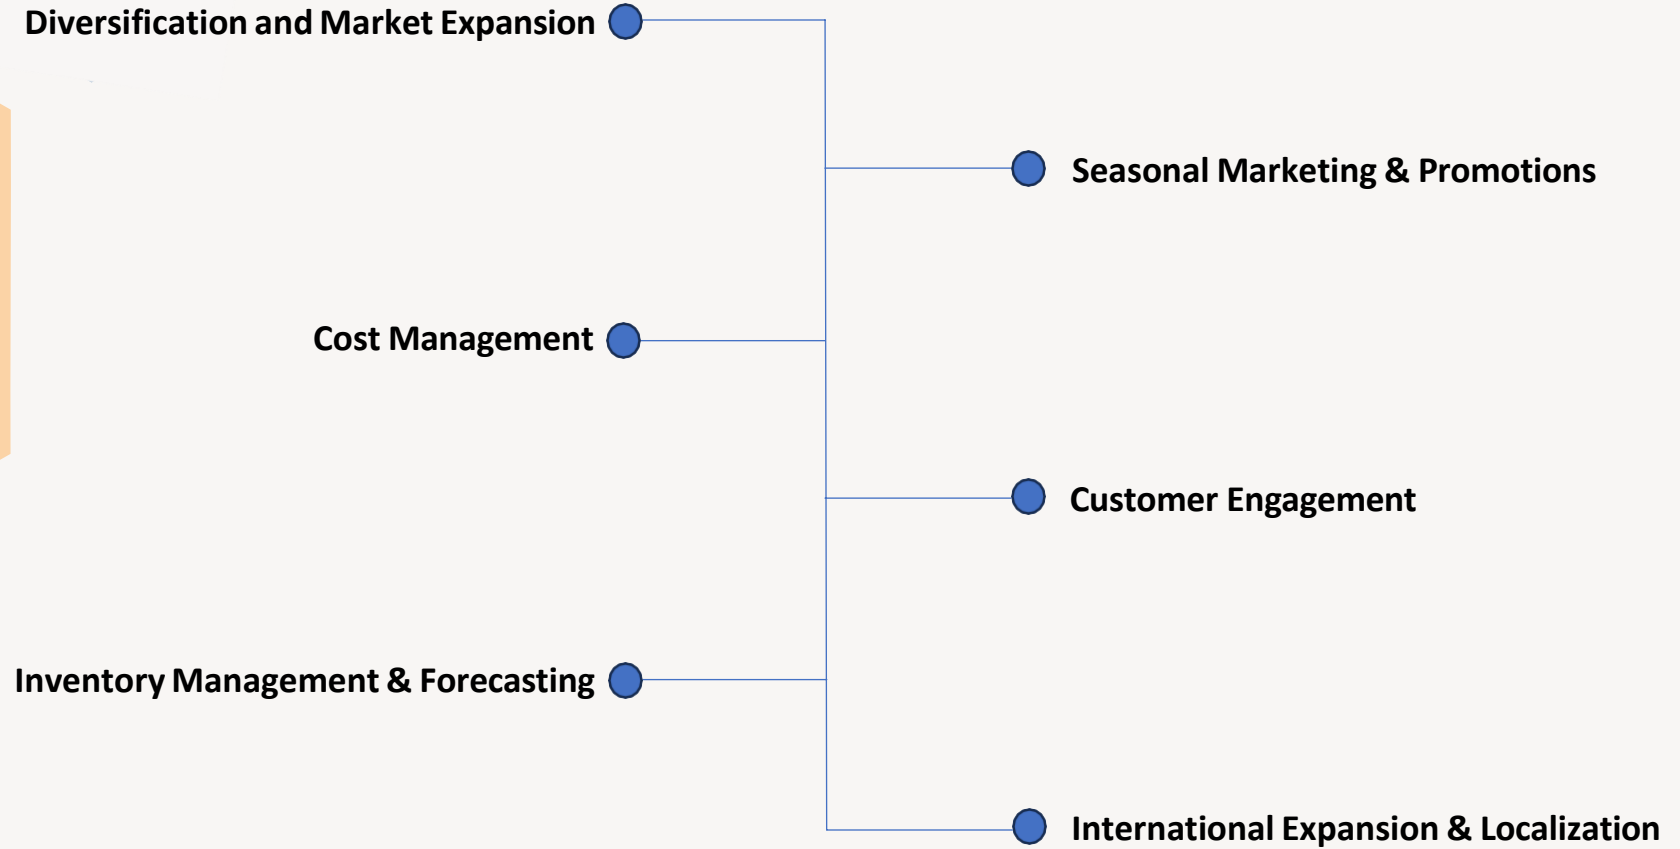 Diversification and Market Expansion
Seasonal Marketing & Promotions
Cost Management
Customer Engagement
Inventory Management & Forecasting
International Expansion & Localization